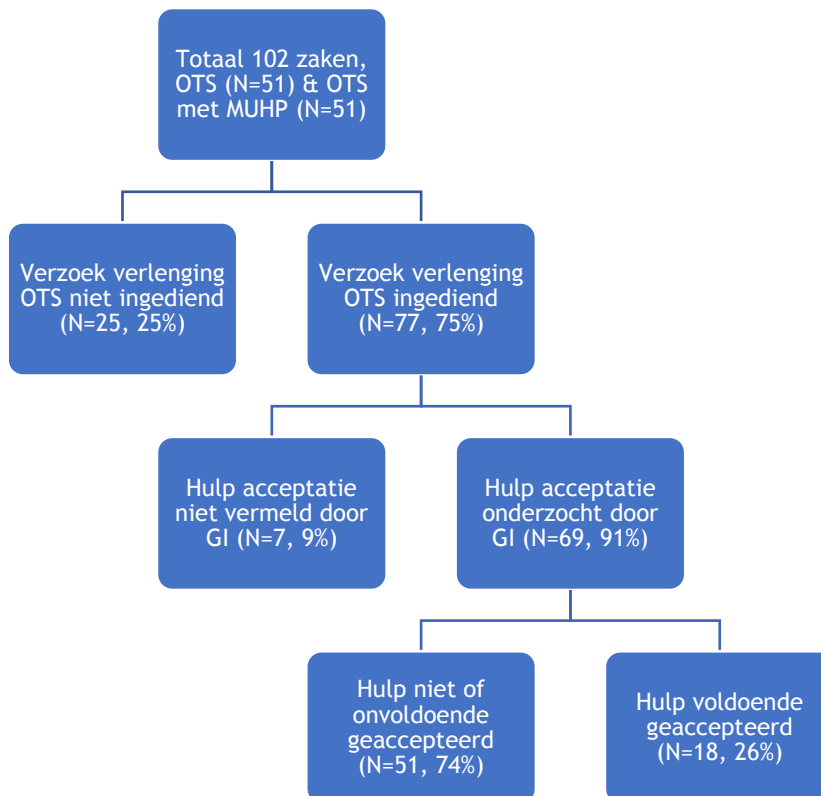 Totaal 102 zaken,
OTS (N=51) & OTS
met MUHP (N=51)
Verzoek verlenging
OTS niet ingediend
(N=25, 25%)
Verzoek verlenging
OTS ingediend
(N=77, 75%)
Hulp acceptatie
niet vermeld door
GI (N=7, 9%)
Hulp acceptatie
onderzocht door
GI (N=69, 91%)
Hulp niet of
onvoldoende
geaccepteerd
(N=51, 74%)
Hulp voldoende
geaccepteerd
(N=18, 26%)